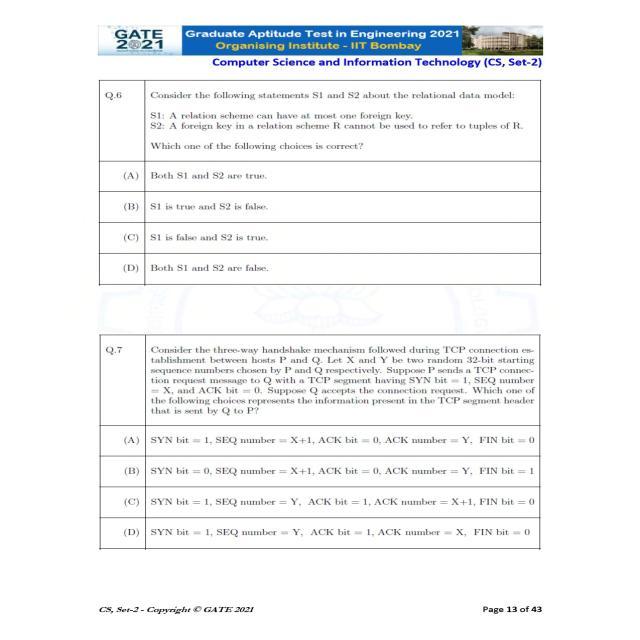 GATE
2021
Graduate Aptitude Test in Engineering 2021
Organising Institute - IIT Bombay
Computer Science and Information Technology (CS, Set-2)
Q.6 Consider the following statements S1 and S2 about the relational data model:
S1: A relation scheme can have at most one foreign key.
S2: A foreign key in a relation scheme R cannot be used to refer to tuples of R.
Which one of the following choices is correct?
(A) Both S1 and S2 are true.
(B) S1 is true and S2 is false.
(C) S1 is false and S2 is true.
(D) Both S1 and S2 are false.
Q.7 Consider the three-way handshake mechanism followed during TCP connection es-
tablishment between hosts P and Q. Let X and Y be two random 32-bit starting
sequence numbers chosen by P and Q respectively. Suppose P sends a TCP connec-
tion request message to Q with a TCP segment having SYN bit = 1, SEQ number
= X, and ACK bit = 0. Suppose Q accepts the connection request. Which one of
the following choices represents the information present in the TCP segment header
that is sent by Q to P?
(A) SYN bit = 1, SEQ number = X+1, ACK bit = 0, ACK number = Y, FIN bit = 0
(B) SYN bit = 0, SEQ number = X+1, ACK bit = 0, ACK number = Y, FIN bit = 1
(C) SYN bit = 1, SEQ number = Y, ACK bit = 1, ACK number = X+1, FIN bit = 0
(D) SYN bit = 1, SEQ number = Y, ACK bit = 1, ACK number = X, FIN bit = 0
CS, Set-2 - Copyright © GATE 2021
Page 13 of 43